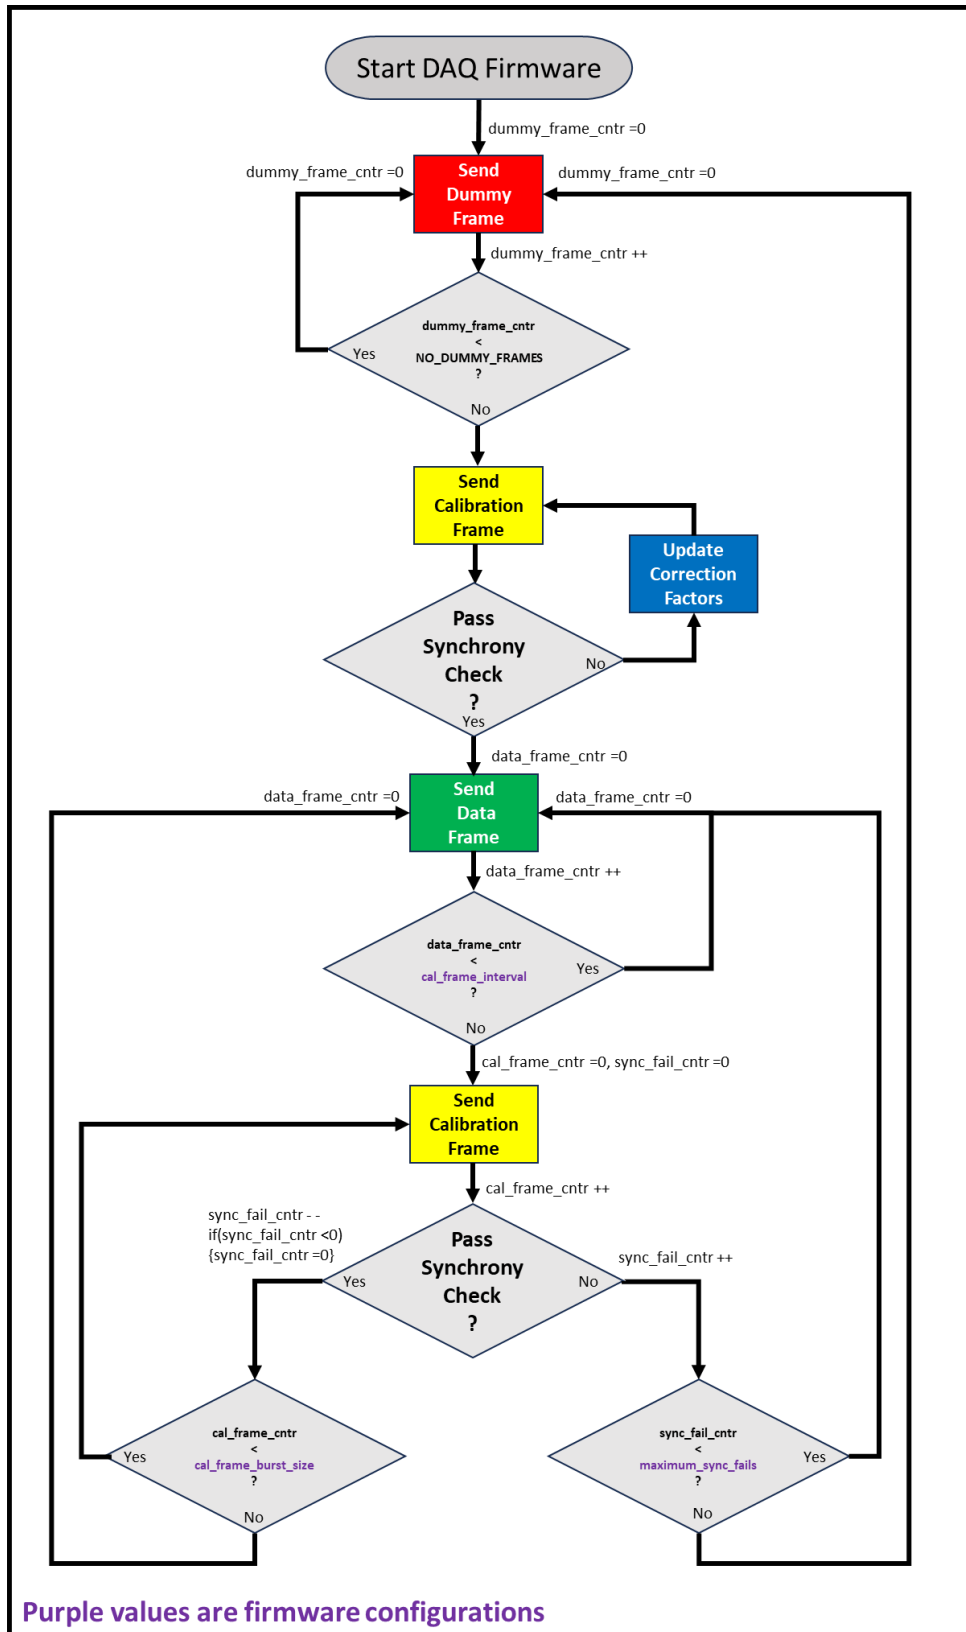 Start DAQ Firmware
dummy_frame_cntr =0
dummy_frame_cntr =0
Send
Dummy
Frame
dummy_frame_cntr =0
dummy_frame_cntr ++
dummy_frame_cntr
<
NO_DUMMY_FRAMES
?
Yes
No
Send
Calibration
Frame
Update
Correction
Factors
Pass
Synchrony
Check
?
No
Yes
data_frame_cntr =0
data_frame_cntr =0
Send
Data
Frame
data_frame_cntr =0
data_frame_cntr ++
data_frame_cntr
<
cal_frame_interval
?
Yes
No
cal_frame_cntr =0, sync_fail_cntr =0
Send
Calibration
Frame
cal_frame_cntr ++
sync_fail_cntr - -
if(sync_fail_cntr <0)
{sync_fail_cntr =0}
Pass
Synchrony
Check
?
Yes
No
sync_fail_cntr ++
cal_frame_cntr
<
cal_frame_burst_size
?
Yes
No
sync_fail_cntr
<
maximum_sync_fails
?
Yes
No
Purple values are firmware configurations